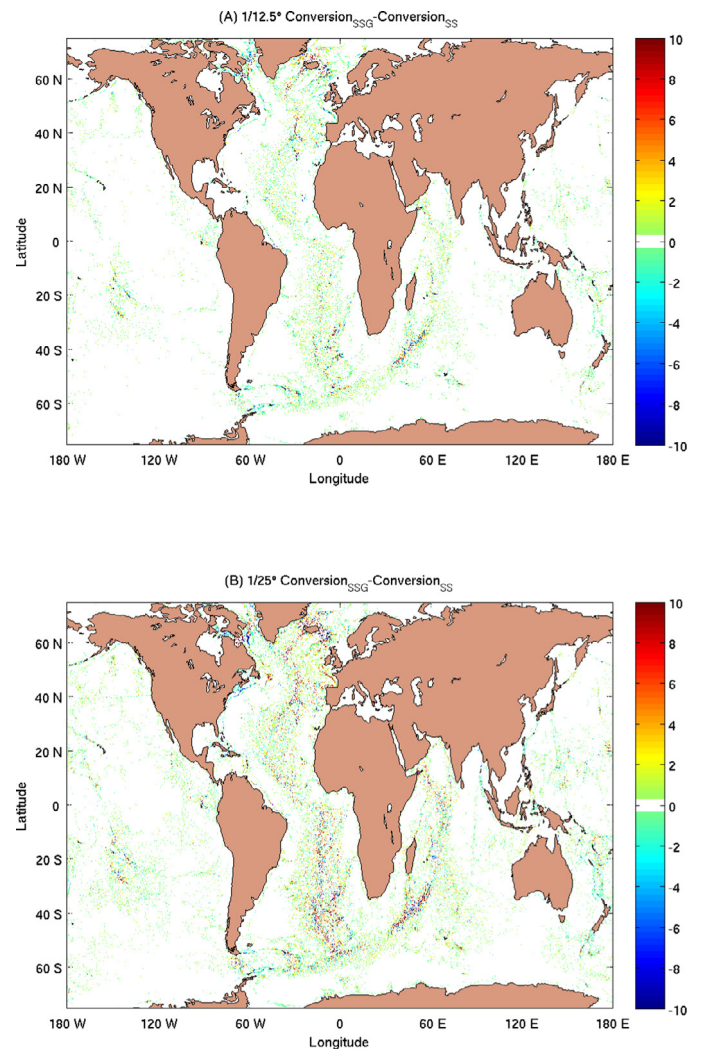 (A) 1/12.5° Conversion_SSG-Conversion_SS
60 N
40 N
20 N
0
20 S
40 S
60 S
Latitude
180 W 120 W 60 W 0 60 E 120 E 180 E
Longitude
10
8
6
4
2
0
-2
-4
-6
-8
-10
(B) 1/25° Conversion_SSG-Conversion_SS
60 N
40 N
20 N
0
20 S
40 S
60 S
Latitude
180 W 120 W 60 W 0 60 E 120 E 180 E
Longitude
10
8
6
4
2
0
-2
-4
-6
-8
-10